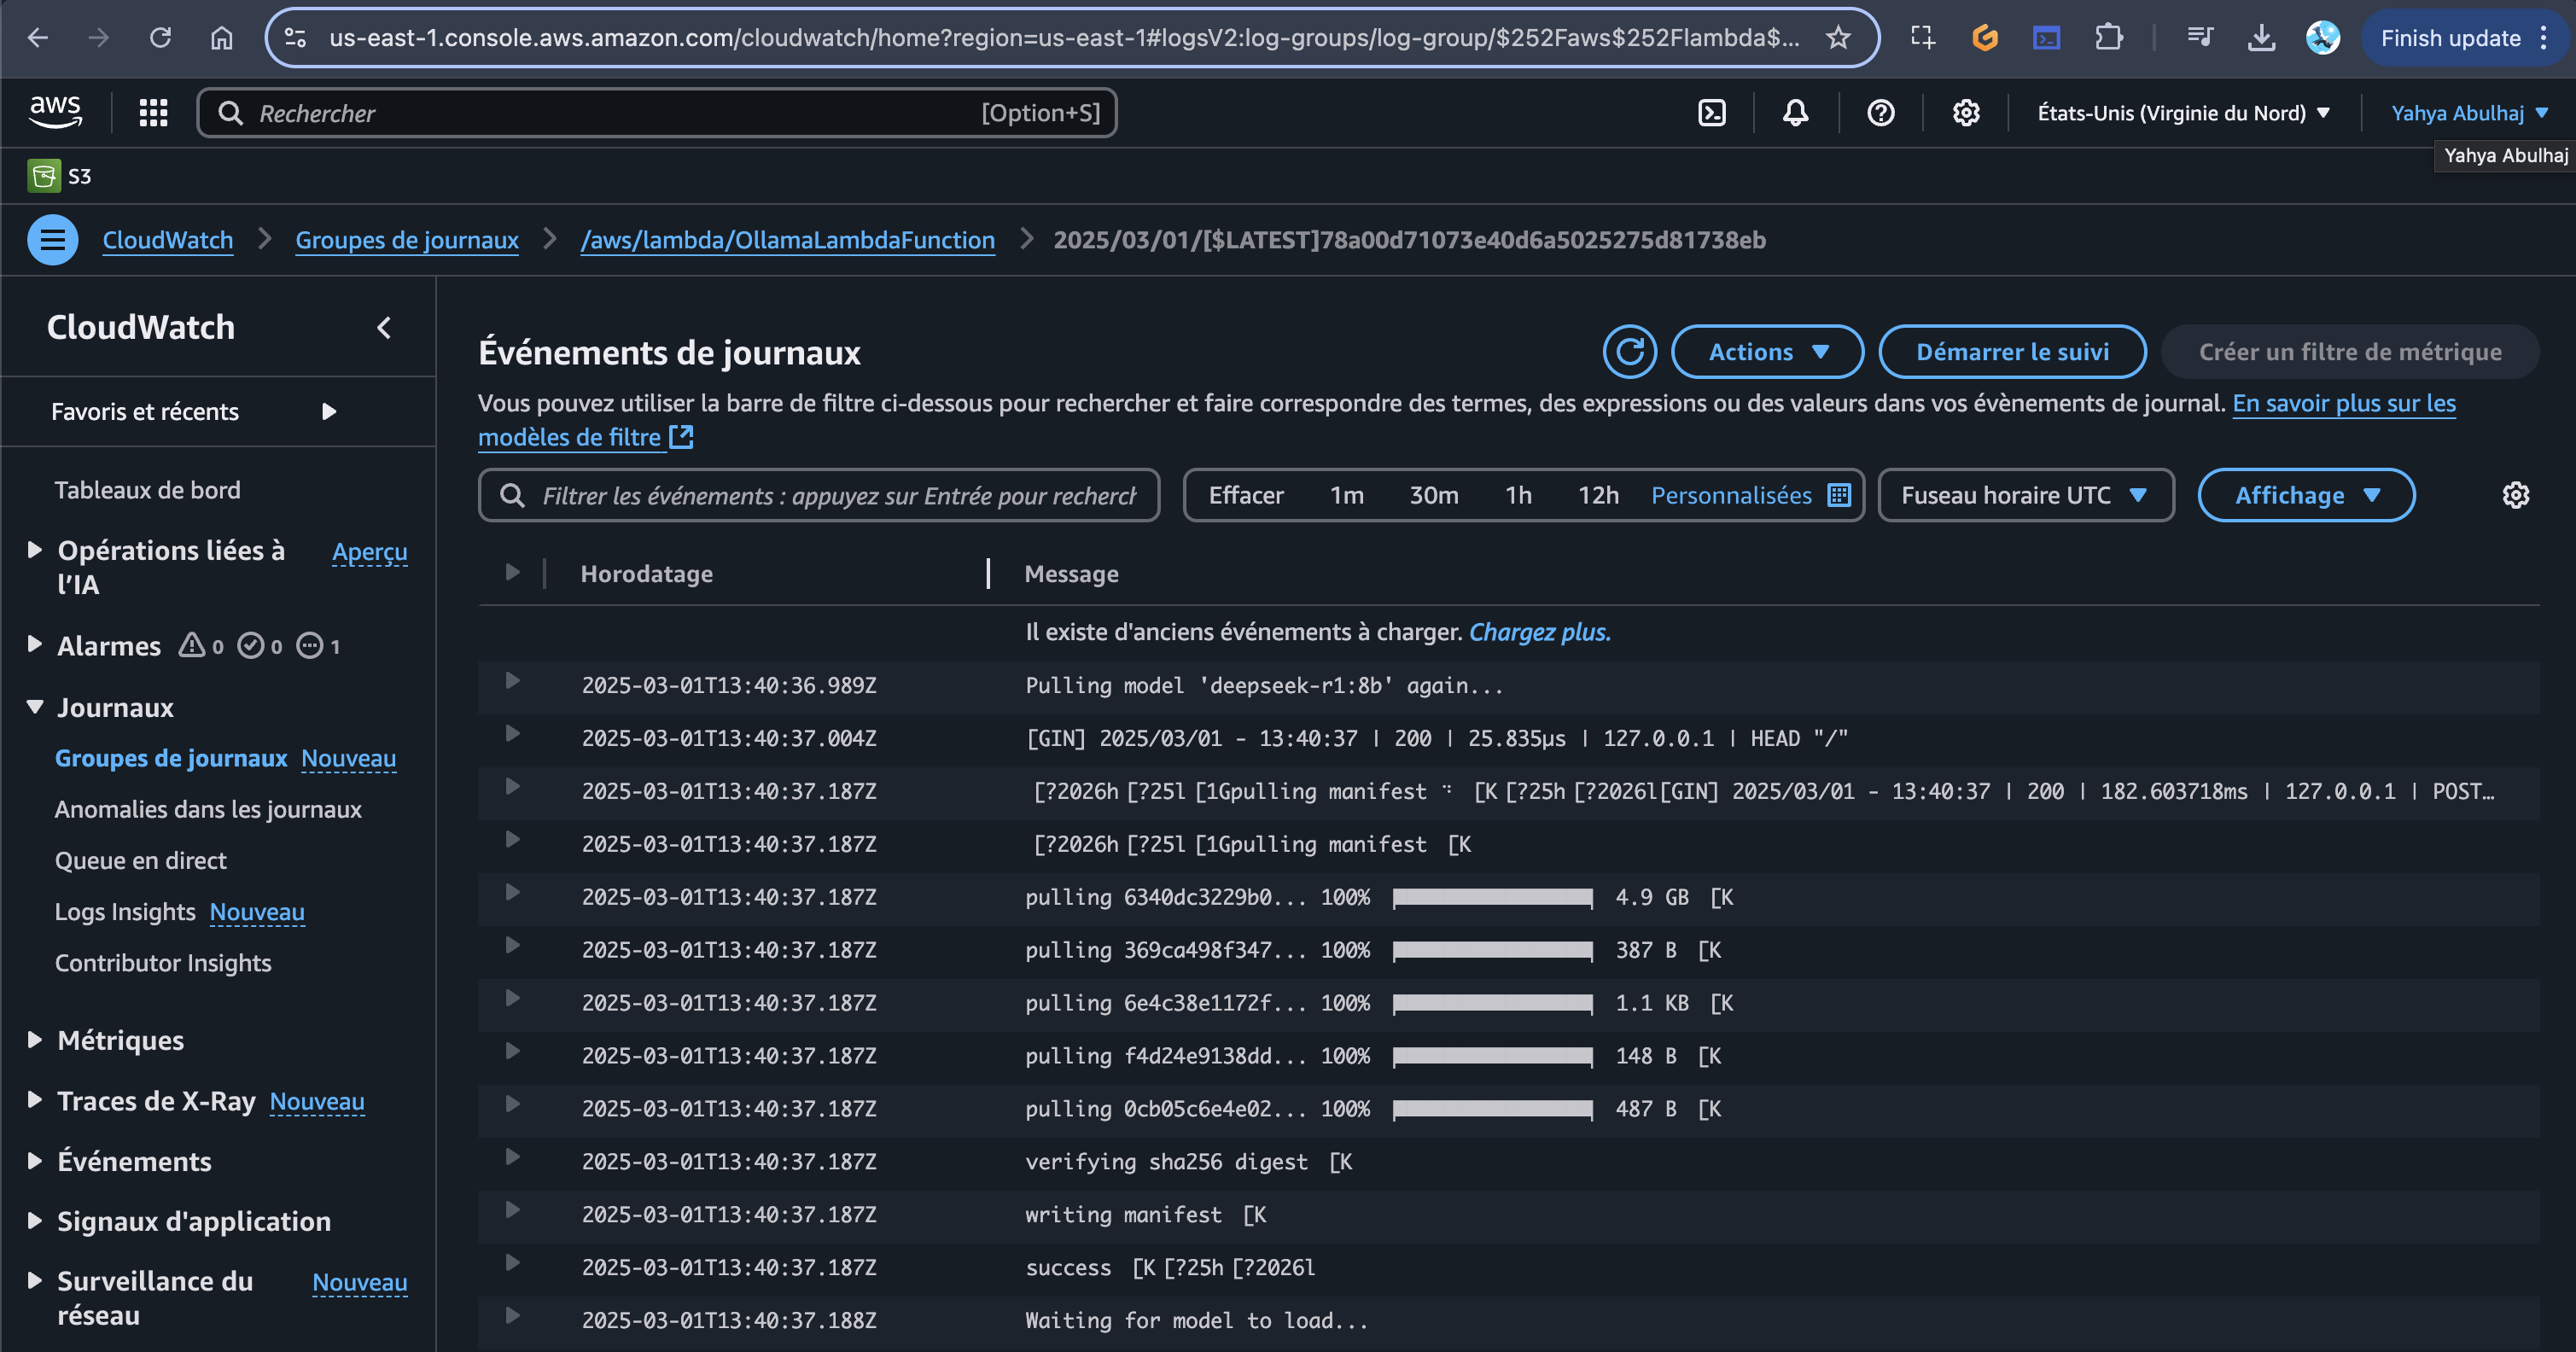 us-east-1.console.aws.amazon.com/cloudwatch/home?region=us-east-1#logsV2:log-groups/log-group/$252Faws$252Flambda$...
Finish update
aws
Rechercher
[Option+S]
États-Unis (Virginie du Nord)
Yahya Abulhaj
Yahya Abulhaj
S3
CloudWatch
Groupes de journaux
/aws/lambda/OllamaLambdaFunction
2025/03/01/[$LATEST]78a00d71073e40d6a5025275d81738eb
CloudWatch
Favoris et récents
Tableaux de bord
Opérations liées à
l’IA
Aperçu
Alarmes 0 0 1
Journaux
Groupes de journaux Nouveau
Anomalies dans les journaux
Queue en direct
Logs Insights Nouveau
Contributor Insights
Métriques
Traces de X-Ray Nouveau
Événements
Signaux d'application
Surveillance du
réseau
Nouveau
Événements de journaux
Actions
Démarrer le suivi
Créer un filtre de métrique
Vous pouvez utiliser la barre de filtre ci-dessous pour rechercher et faire correspondre des termes, des expressions ou des valeurs dans vos évènements de journal. En savoir plus sur les
modèles de filtre
Filtrer les événements : appuyez sur Entrée pour recherch
Effacer 1m 30m 1h 12h Personnalisées
Fuseau horaire UTC
Affichage
Horodatage Message
Il existe d'anciens événements à charger. Chargez plus.
2025-03-01T13:40:36.989Z Pulling model 'deepseek-r1:8b' again...
2025-03-01T13:40:37.004Z [GIN] 2025/03/01 - 13:40:37 | 200 | 25.835µs | 127.0.0.1 | HEAD "/"
2025-03-01T13:40:37.187Z [?2026h [?25l [1Gpulling manifest ⠙ [K [?25h [?2026l[GIN] 2025/03/01 - 13:40:37 | 200 | 182.603718ms | 127.0.0.1 | POST…
2025-03-01T13:40:37.187Z [?2026h [?25l [1Gpulling manifest [K
2025-03-01T13:40:37.187Z pulling 6340dc3229b0... 100% 4.9 GB [K
2025-03-01T13:40:37.187Z pulling 369ca498f347... 100% 387 B [K
2025-03-01T13:40:37.187Z pulling 6e4c38e1172f... 100% 1.1 KB [K
2025-03-01T13:40:37.187Z pulling f4d24e9138dd... 100% 148 B [K
2025-03-01T13:40:37.187Z pulling 0cb05c6e4e02... 100% 487 B [K
2025-03-01T13:40:37.187Z verifying sha256 digest [K
2025-03-01T13:40:37.187Z writing manifest [K
2025-03-01T13:40:37.187Z success [K [?25h [?2026l
2025-03-01T13:40:37.188Z Waiting for model to load...